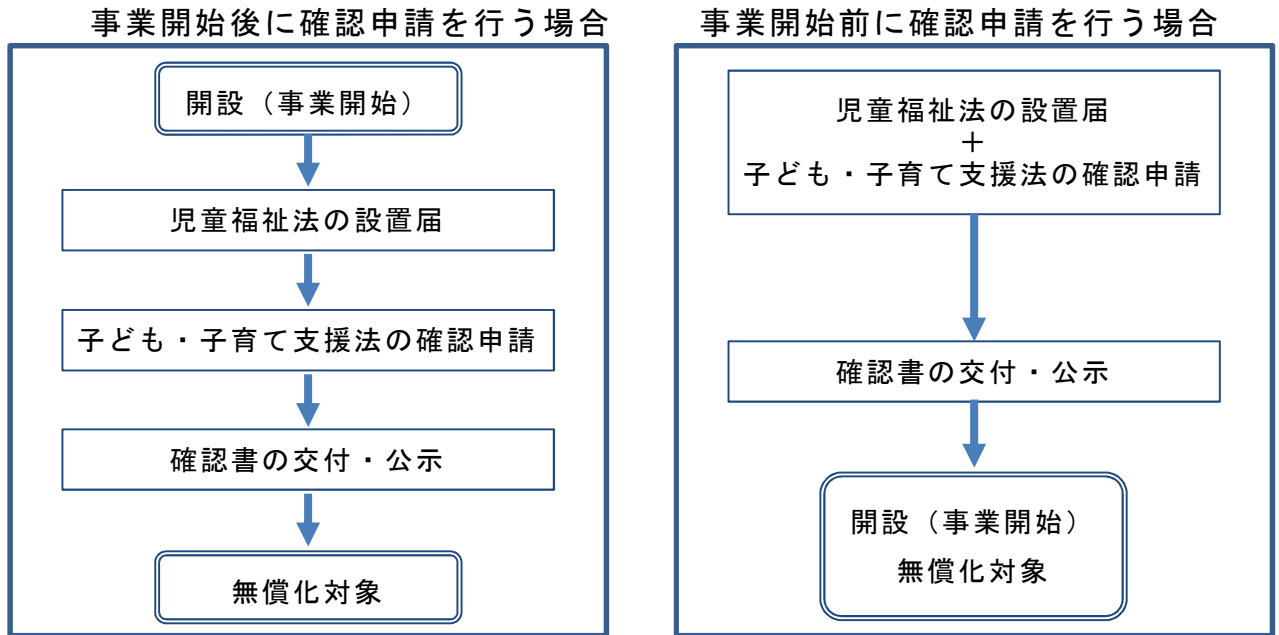 事業開始後に確認申請を行う場合
開設（事業開始）
児童福祉法の設置届
子ども・子育て支援法の確認申請
確認書の交付・公示
無償化対象
事業開始前に確認申請を行う場合
児童福祉法の設置届
＋
子ども・子育て支援法の確認申請
確認書の交付・公示
開設（事業開始）
無償化対象